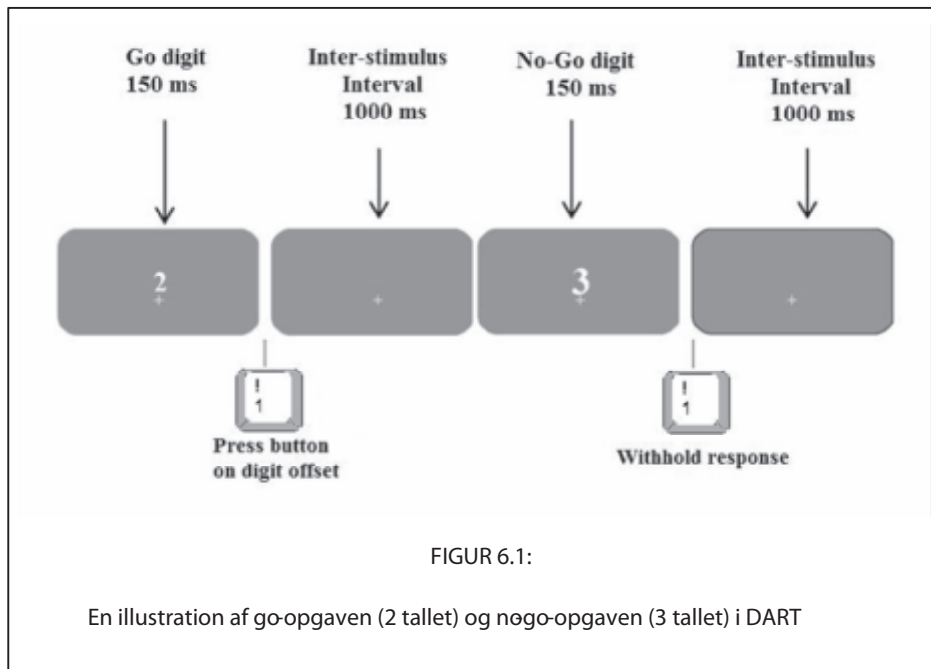 Go digit
150 ms
Inter-stimulus
Interval
1000 ms
No-Go digit
150 ms
Inter-stimulus
Interval
1000 ms
2
3
!
1
!
1
Press button
on digit offset
Withhold response
FIGUR 6.1:
En illustration af go-opgaven (2 tallet) og nogo-opgaven (3 tallet) i DART